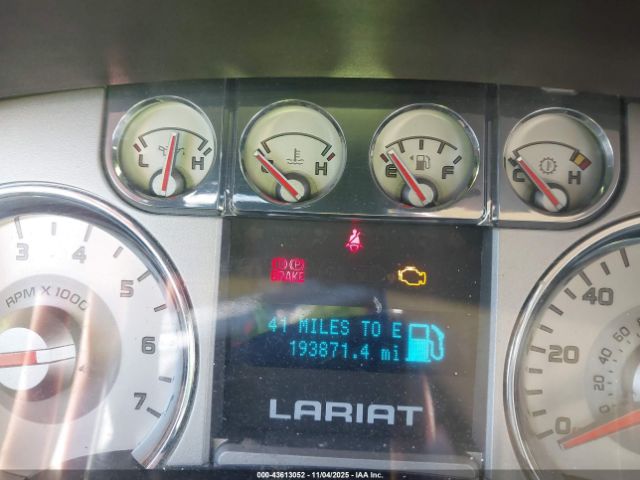 L H
C H
E F
C H
3 4 5 6 7
RPM X 1000
BRAKE
41 MILES TO E
193871.4 mi
LARIAT
40
20
0
0
000-43613052 - 11/04/2025 - IAA Inc.